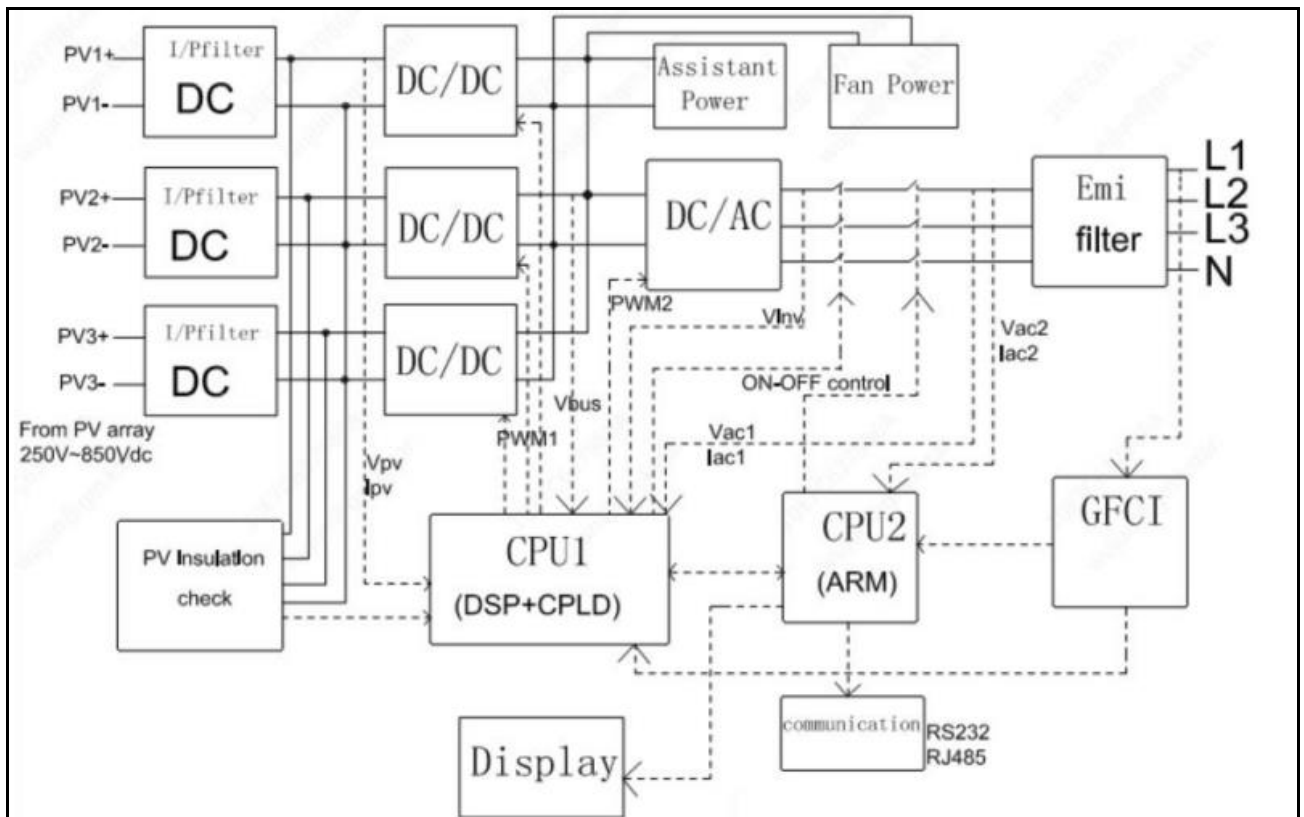 PV1+
PV1-
I/Pfilter
DC
DC/DC
Assistant
Power
Fan Power
PV2+
PV2-
I/Pfilter
DC
DC/DC
DC/AC
Emi
filter
L1
L2
L3
N
PWM2
VInv
Vac2
Iac2
PV3+
PV3-
I/Pfilter
DC
DC/DC
ON-OFF control
Vbus
PWM1
Vac1
Iac1
From PV array
250V~850Vdc
Vpv
Ipv
PV Insulation
check
CPU1
(DSP+CPLD)
CPU2
(ARM)
GFCI
Display
communication
RS232
RJ485